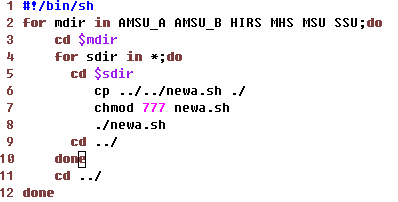 1 #!/bin/sh
2 for mdir in AMSU_A AMSU_B HIRS MHS MSU SSU;do
3     cd $mdir
4     for sdir in *;do
5       cd $sdir
6          cp ../../newa.sh ./
7          chmod 777 newa.sh
8          ./newa.sh
9       cd ../
10     done
11     cd ../
12 done